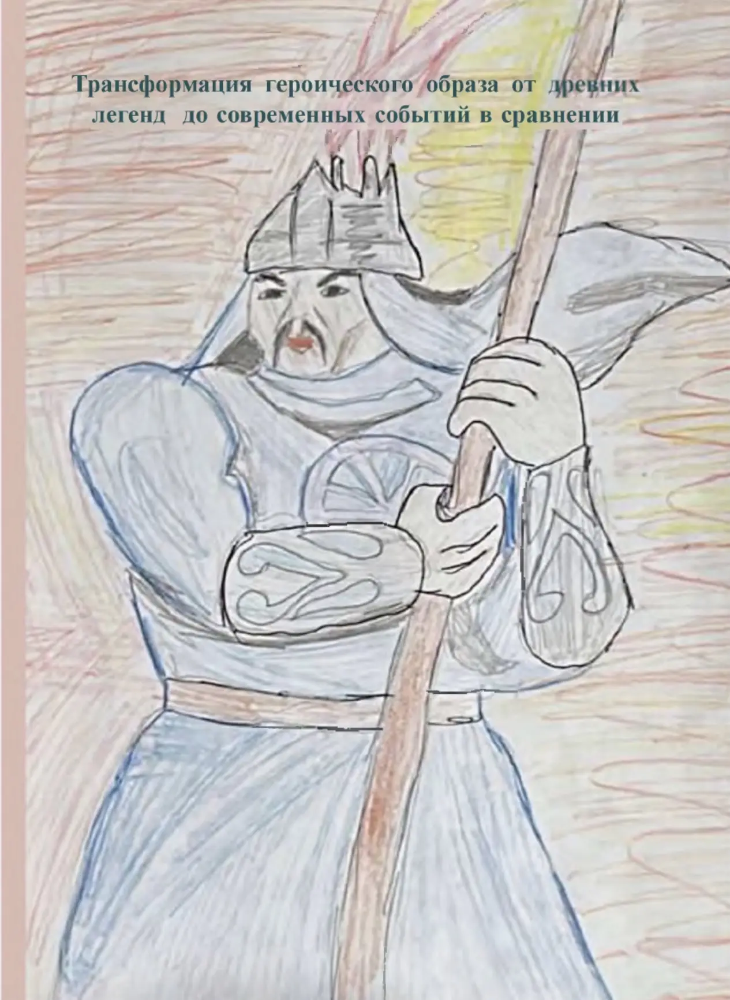 Трансформация героического образа от древних
легенд до современных событий в сравнении